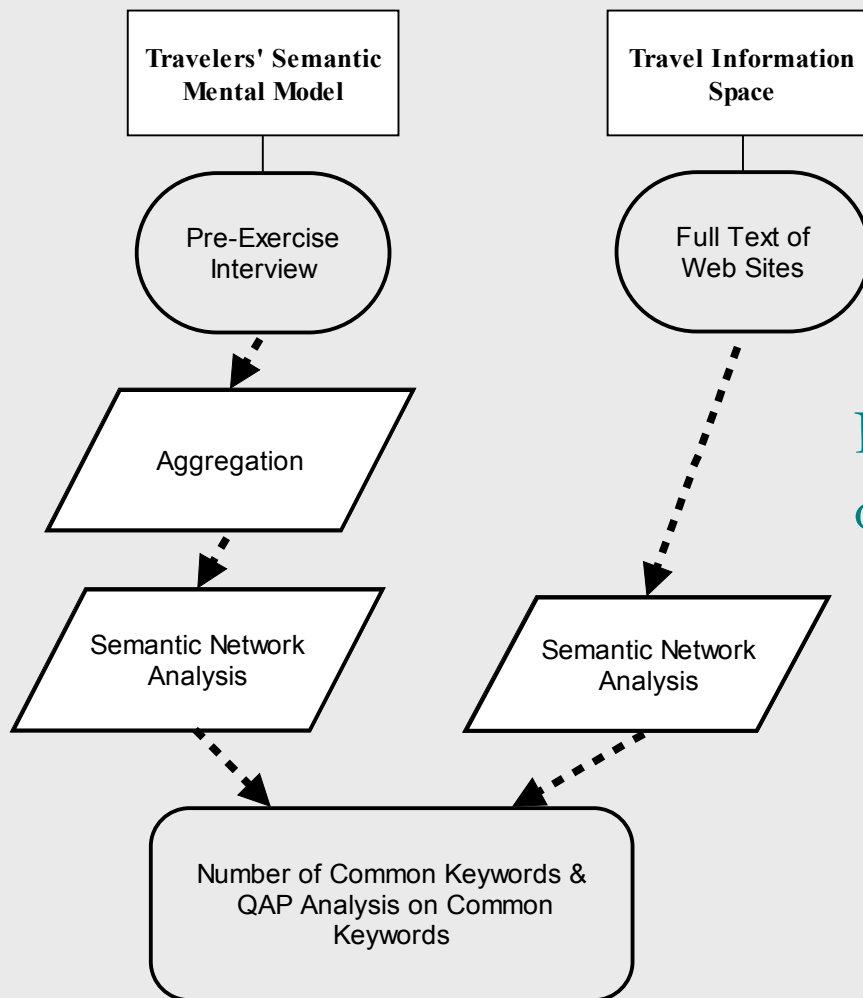 Travelers' Semantic
Mental Model
Travel Information
Space
Pre-Exercise
Interview
Full Text of
Web Sites
Aggregation
Semantic Network
Analysis
Semantic Network
Analysis
Number of Common Keywords &
QAP Analysis on Common
Keywords